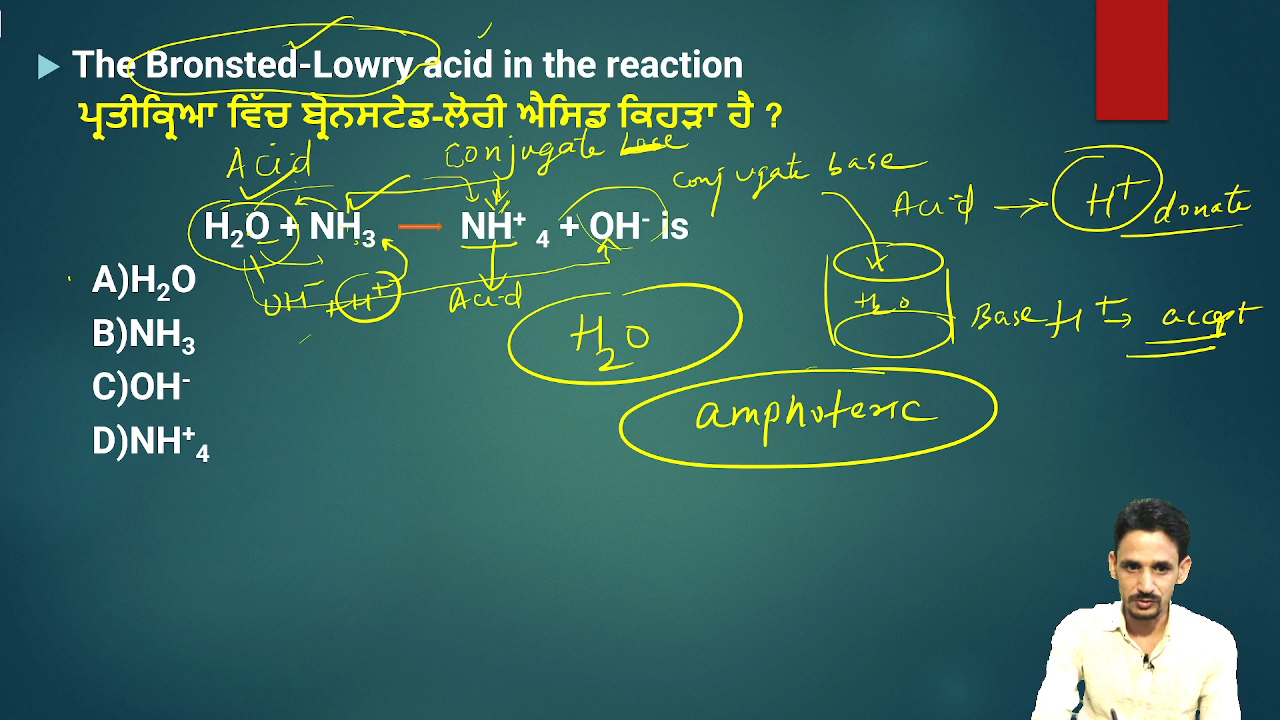 The Bronsted-Lowry acid in the reaction
ਪ੍ਰਤੀਕ੍ਰਿਆ ਵਿੱਚ ਬ੍ਰੋਨਸਟੇਡ-ਲੋਰੀ ਐਸਿਡ ਕਿਹੜਾ ਹੈ ?
Acid
Conjugate
conjugate base
Acid → H+ donate
H₂O + NH₃ → NH⁺₄ + OH⁻ is
A)H₂O
OH⁻ + H⁺
Acid
H₂O
Base H+ → accept
B)NH₃
H₂O
C)OH⁻
amphoteric
D)NH⁺₄